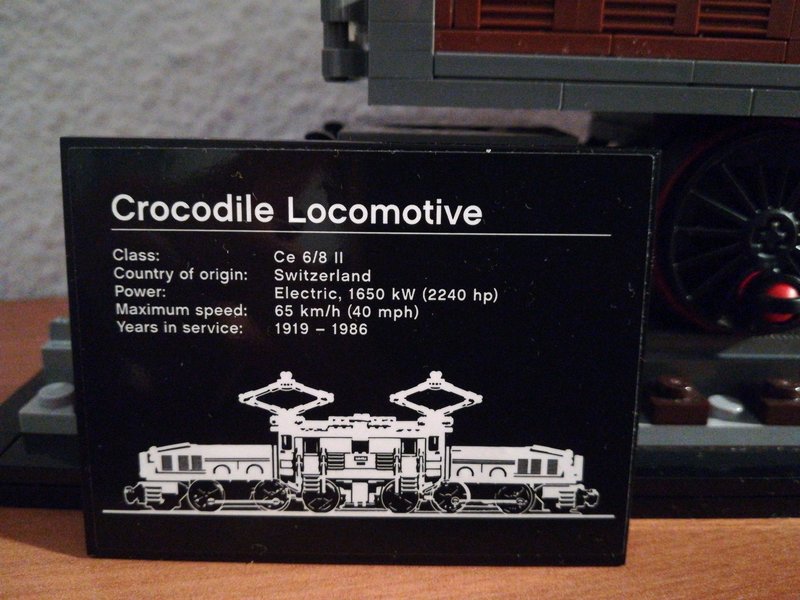 Crocodile Locomotive
Class: Ce 6/8 II
Country of origin: Switzerland
Power: Electric, 1650 kW (2240 hp)
Maximum speed: 65 km/h (40 mph)
Years in service: 1919 – 1986